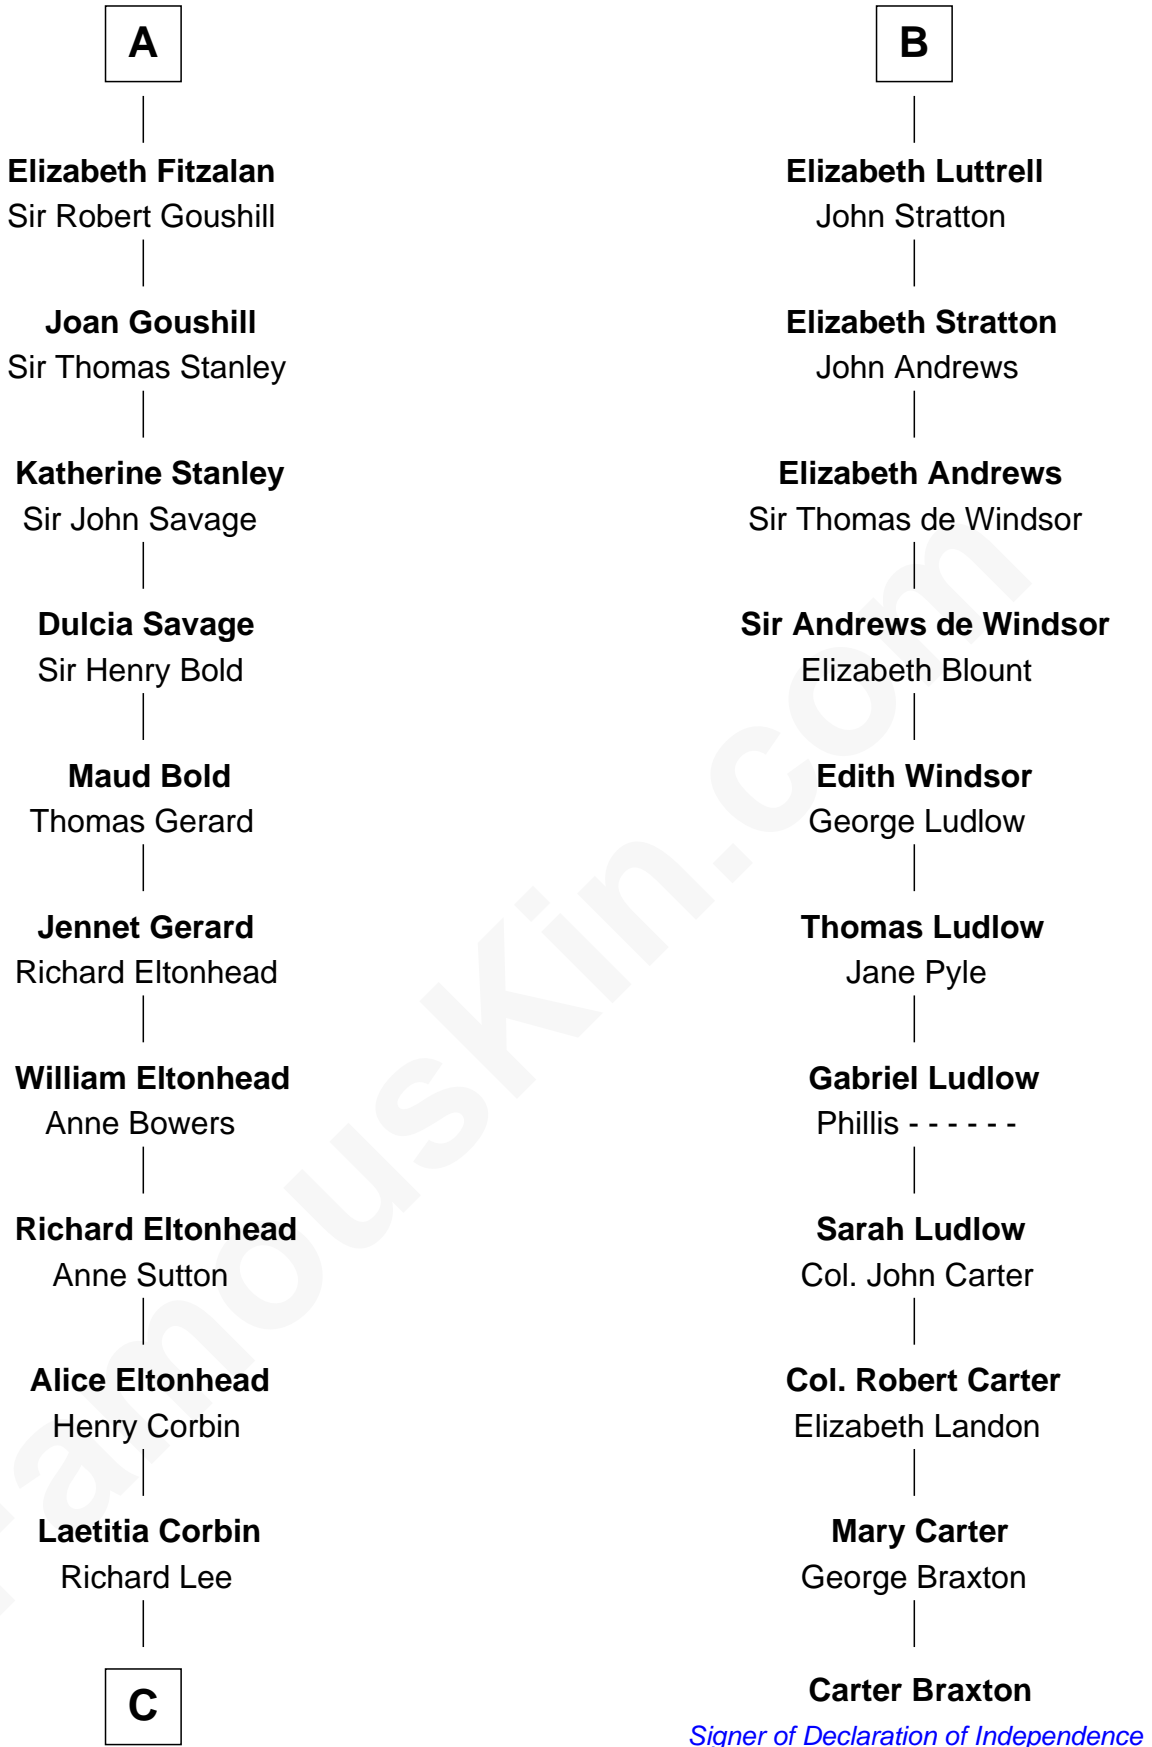 A
Elizabeth Fitzalan
Sir Robert Goushill
Joan Goushill
Sir Thomas Stanley
Katherine Stanley
Sir John Savage
Dulcia Savage
Sir Henry Bold
Maud Bold
Thomas Gerard
Jennet Gerard
Richard Eltonhead
William Eltonhead
Anne Bowers
Richard Eltonhead
Anne Sutton
Alice Eltonhead
Henry Corbin
Laetitia Corbin
Richard Lee
C
B
Elizabeth Luttrell
John Stratton
Elizabeth Stratton
John Andrews
Elizabeth Andrews
Sir Thomas de Windsor
Sir Andrews de Windsor
Elizabeth Blount
Edith Windsor
George Ludlow
Thomas Ludlow
Jane Pyle
Gabriel Ludlow
Phillis - - - - - -
Sarah Ludlow
Col. John Carter
Col. Robert Carter
Elizabeth Landon
Mary Carter
George Braxton
Carter Braxton
Signer of Declaration of Independence
FamousKin.com